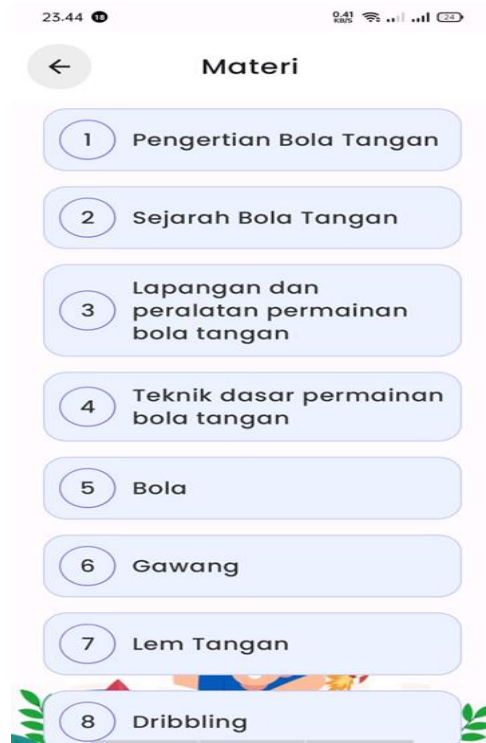 23.44 18 0.41 KB/S 24
Materi
1 Pengertian Bola Tangan
2 Sejarah Bola Tangan
3 Lapangan dan
peralatan permainan
bola tangan
4 Teknik dasar permainan
bola tangan
5 Bola
6 Gawang
7 Lem Tangan
8 Dribbling